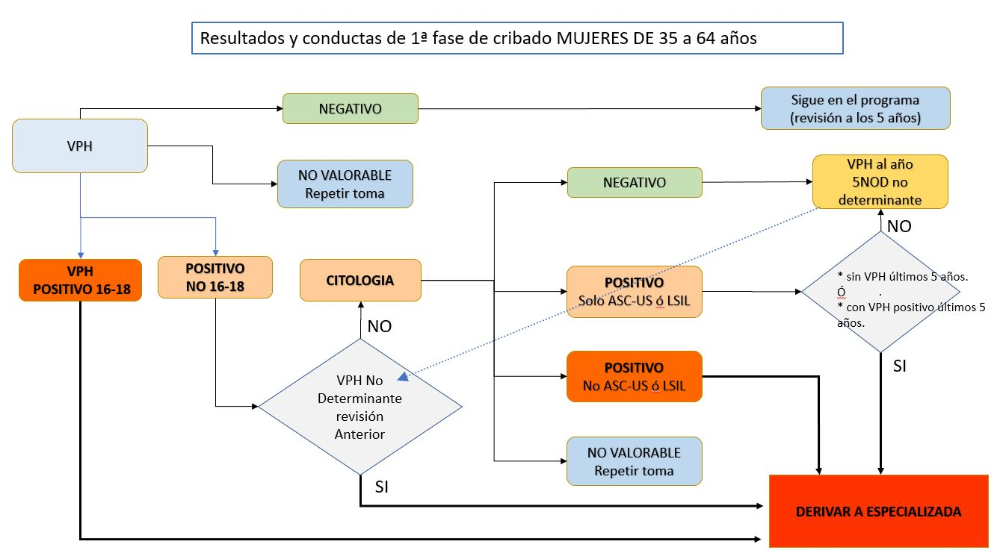 Resultados y conductas de 1ª fase de cribado MUJERES DE 35 a 64 años
NEGATIVO
Sigue en el programa
(revisión a los 5 años)
VPH
NO VALORABLE
Repetir toma
NEGATIVO
VPH al año
5NOD no
determinante
NO
VPH
POSITIVO 16-18
POSITIVO
NO 16-18
CITOLOGIA
POSITIVO
Solo ASC-US ó LSIL
* sin VPH últimos 5 años.
Ó .
* con VPH positivo últimos 5
años.
NO
SI
VPH No
Determinante
revisión
Anterior
POSITIVO
No ASC-US ó LSIL
NO VALORABLE
Repetir toma
SI
DERIVAR A ESPECIALIZADA